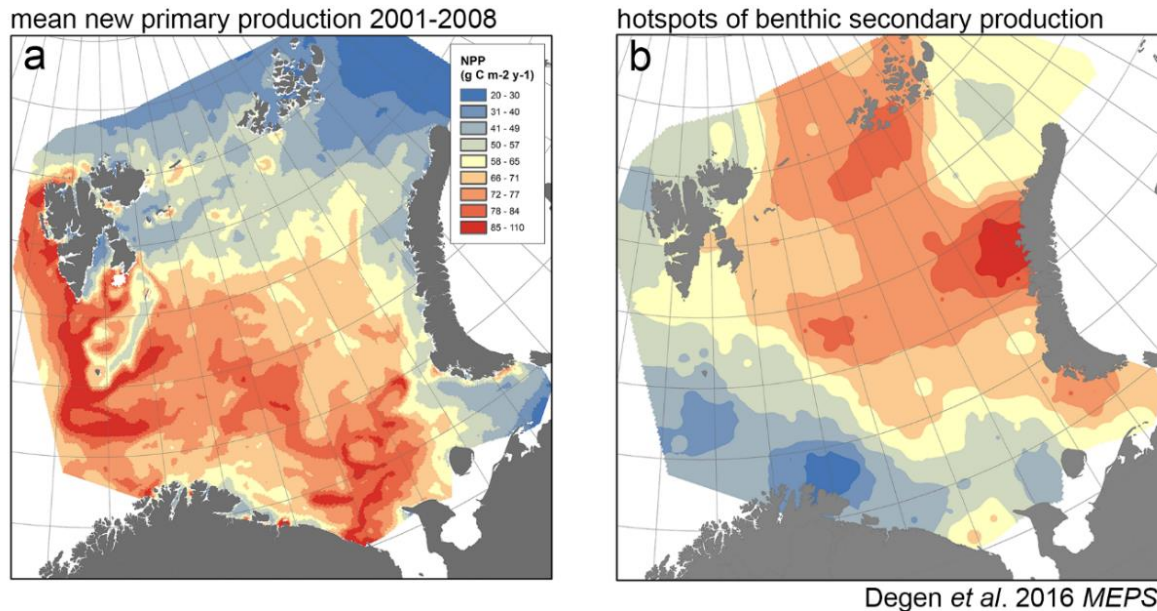 mean new primary production 2001-2008
hotspots of benthic secondary production
a
NPP
(g C m-2 y-1)
20 - 30
31 - 40
41 - 49
50 - 57
58 - 65
66 - 71
72 - 77
78 - 84
85 - 110
b
Degen et al. 2016 MEPS